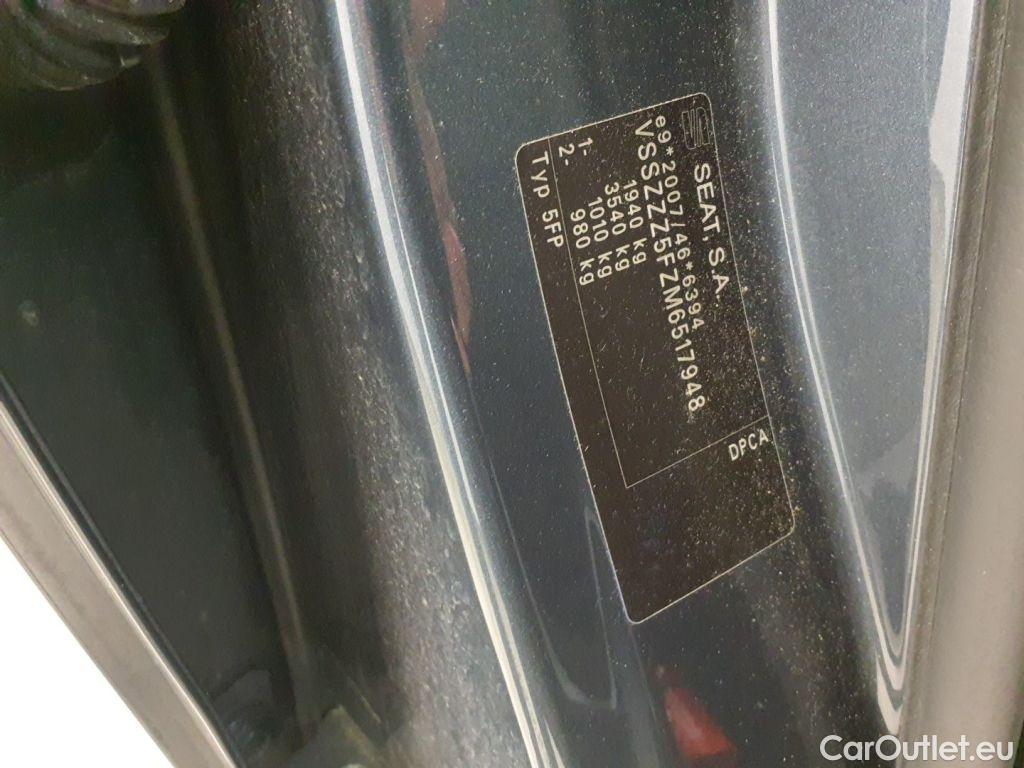 SEAT, S.A.
e9*2007/46*6394
VSSZZZ5FZM6517948
1940 kg
3540 kg
1- 1010 kg
2- 980 kg
Typ 5FP
DPCA
CarOutlet.eu